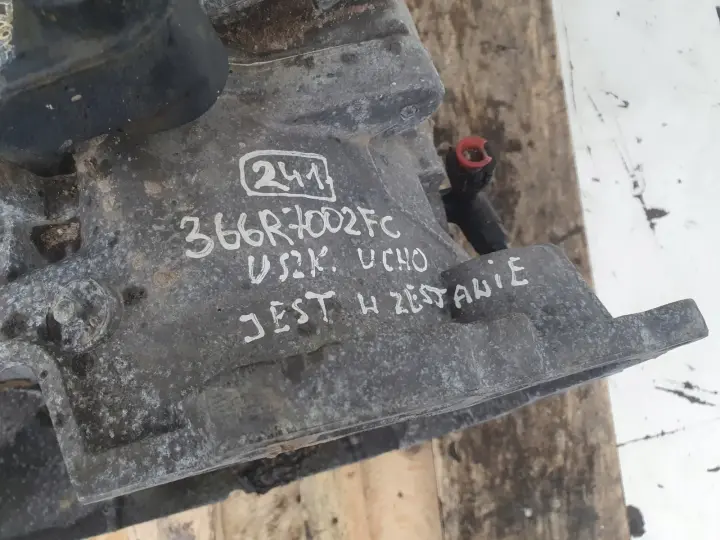 241
366R7002FC
USZK. UCHO
JEST W ZESTAWIE